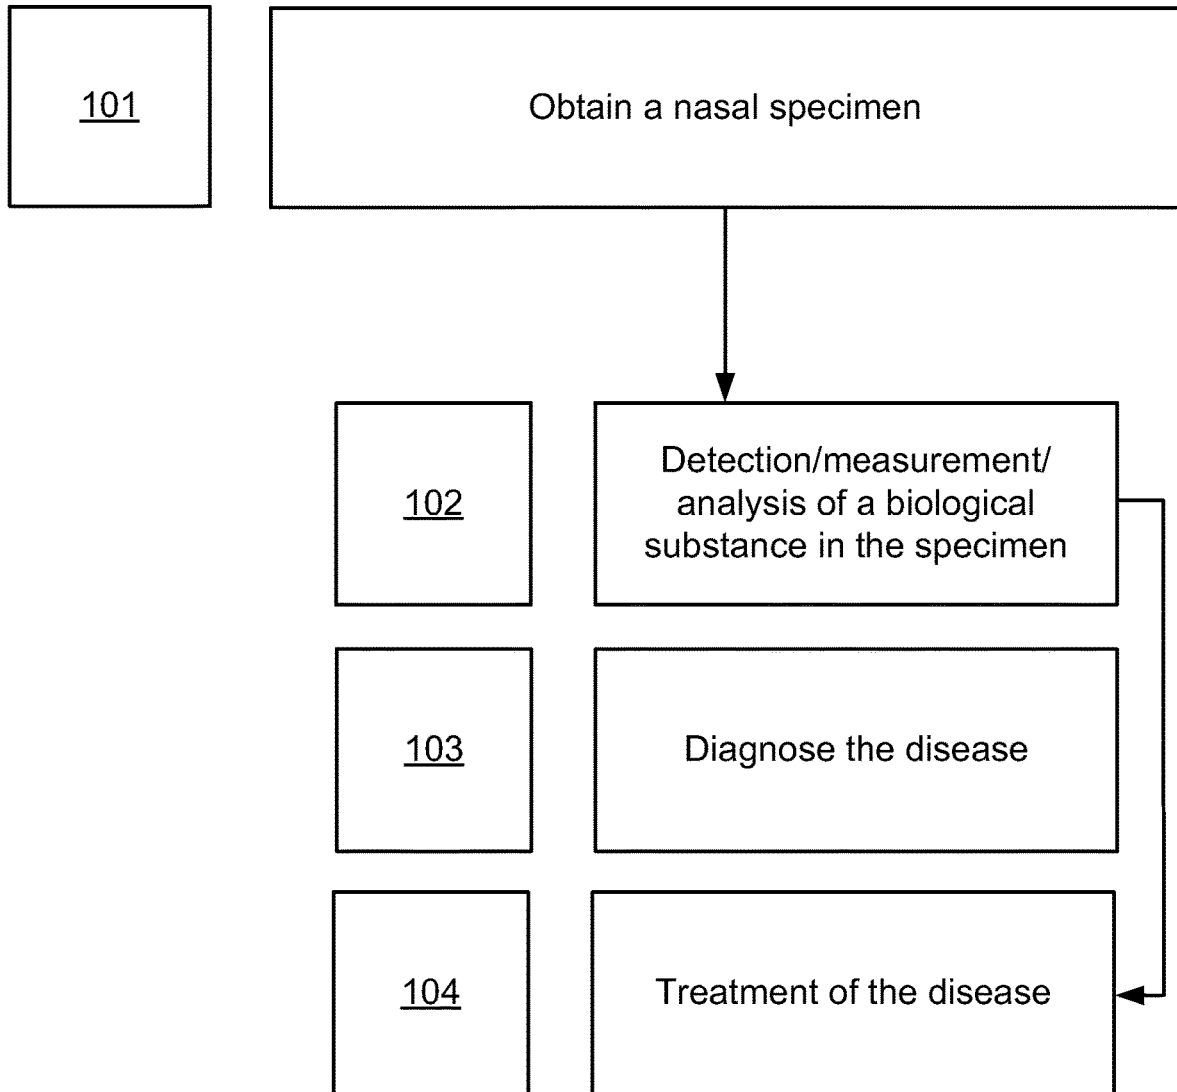 101
Obtain a nasal specimen
102
Detection/measurement/
analysis of a biological
substance in the specimen
103
Diagnose the disease
104
Treatment of the disease